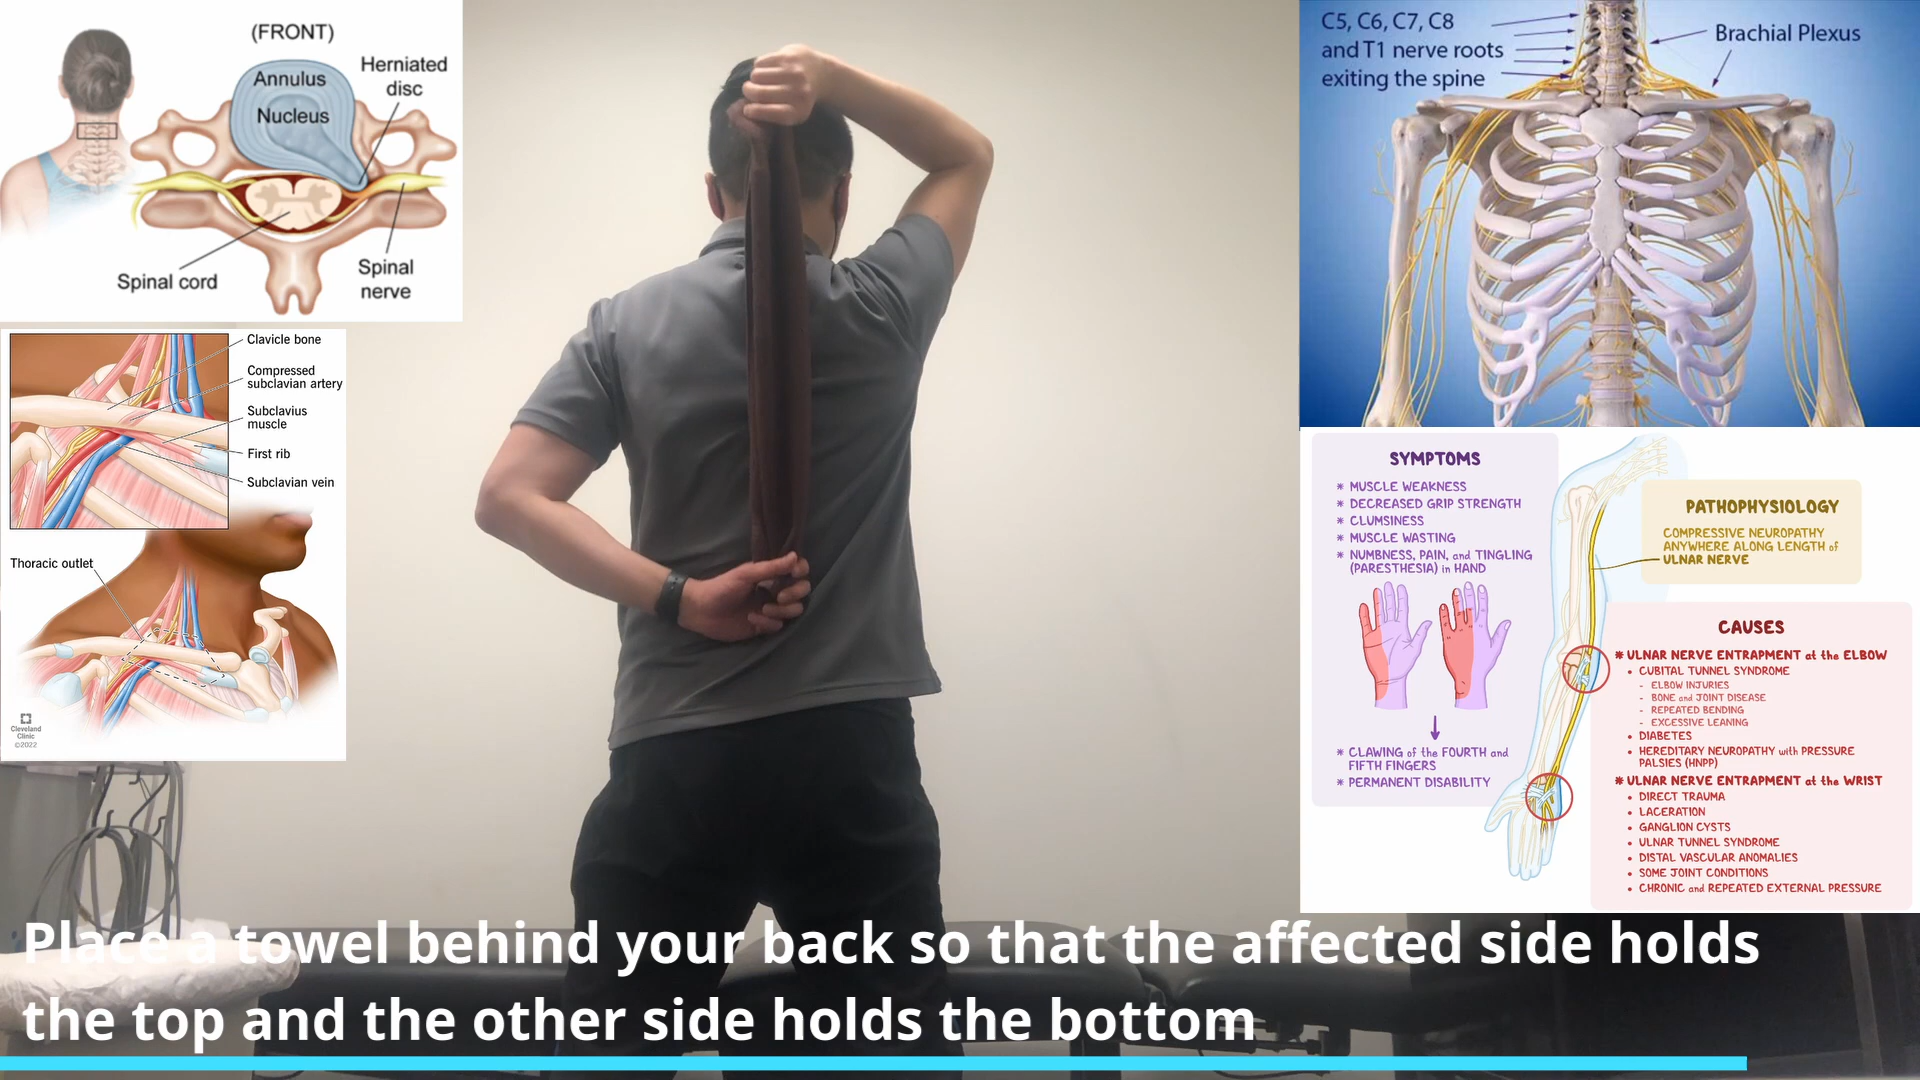 (FRONT)
Annulus
Nucleus
Herniated
disc
Spinal cord
Spinal
nerve
Clavicle bone
Compressed
subclavian artery
Subclavius
muscle
First rib
Subclavian vein
Thoracic outlet
Cleveland
Clinic
©2022
C5, C6, C7, C8
and T1 nerve roots
exiting the spine
Brachial Plexus
SYMPTOMS
* MUSCLE WEAKNESS
* DECREASED GRIP STRENGTH
* CLUMSINESS
* MUSCLE WASTING
* NUMBNESS, PAIN, and TINGLING
(PARESTHESIA) in HAND
* CLAWING of the FOURTH and
FIFTH FINGERS
* PERMANENT DISABILITY
PATHOPHYSIOLOGY
COMPRESSIVE NEUROPATHY
ANYWHERE ALONG LENGTH of
ULNAR NERVE
CAUSES
* ULNAR NERVE ENTRAPMENT at the ELBOW
• CUBITAL TUNNEL SYNDROME
- ELBOW INJURIES
- BONE and JOINT DISEASE
- REPEATED BENDING
- EXCESSIVE LEANING
• DIABETES
• HEREDITARY NEUROPATHY with PRESSURE
PALSIES (HNPP)
* ULNAR NERVE ENTRAPMENT at the WRIST
• DIRECT TRAUMA
• LACERATION
• GANGLION CYSTS
• ULNAR TUNNEL SYNDROME
• DISTAL VASCULAR ANOMALIES
• SOME JOINT CONDITIONS
• CHRONIC and REPEATED EXTERNAL PRESSURE
Place a towel behind your back so that the affected side holds
the top and the other side holds the bottom